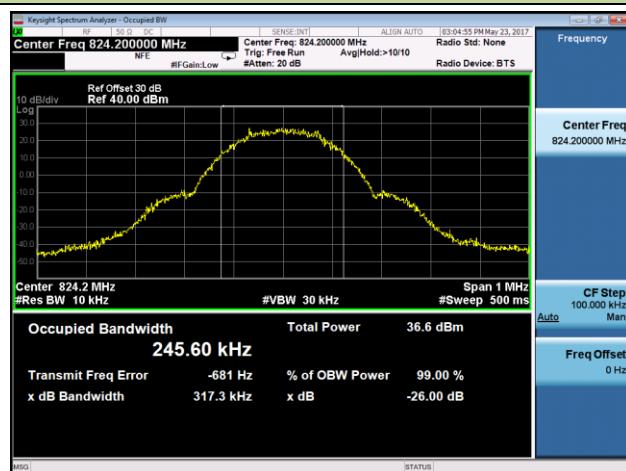 Keysight Spectrum Analyzer - Occupied BW
LXI RF 50 Ω DC SENSE:INT ALIGN AUTO 03:04:55 PM May 23, 2017
Center Freq 824.200000 MHz Center Freq: 824.200000 MHz Radio Std: None
NFE Trig: Free Run Avg|Hold:>10/10
#IFGain:Low #Atten: 20 dB Radio Device: BTS
Frequency
Ref Offset 30 dB
10 dB/div Ref 40.00 dBm
Log
30.0
20.0
10.0
0.00
-10.0
-20.0
-30.0
-40.0
-50.0
Center 824.2 MHz Span 1 MHz
#Res BW 10 kHz #VBW 30 kHz #Sweep 500 ms
Center Freq
824.200000 MHz
CF Step
100.000 kHz
Auto Man
Freq Offset
0 Hz
Occupied Bandwidth Total Power 36.6 dBm
245.60 kHz
Transmit Freq Error -681 Hz % of OBW Power 99.00 %
x dB Bandwidth 317.3 kHz x dB -26.00 dB
MSG STATUS